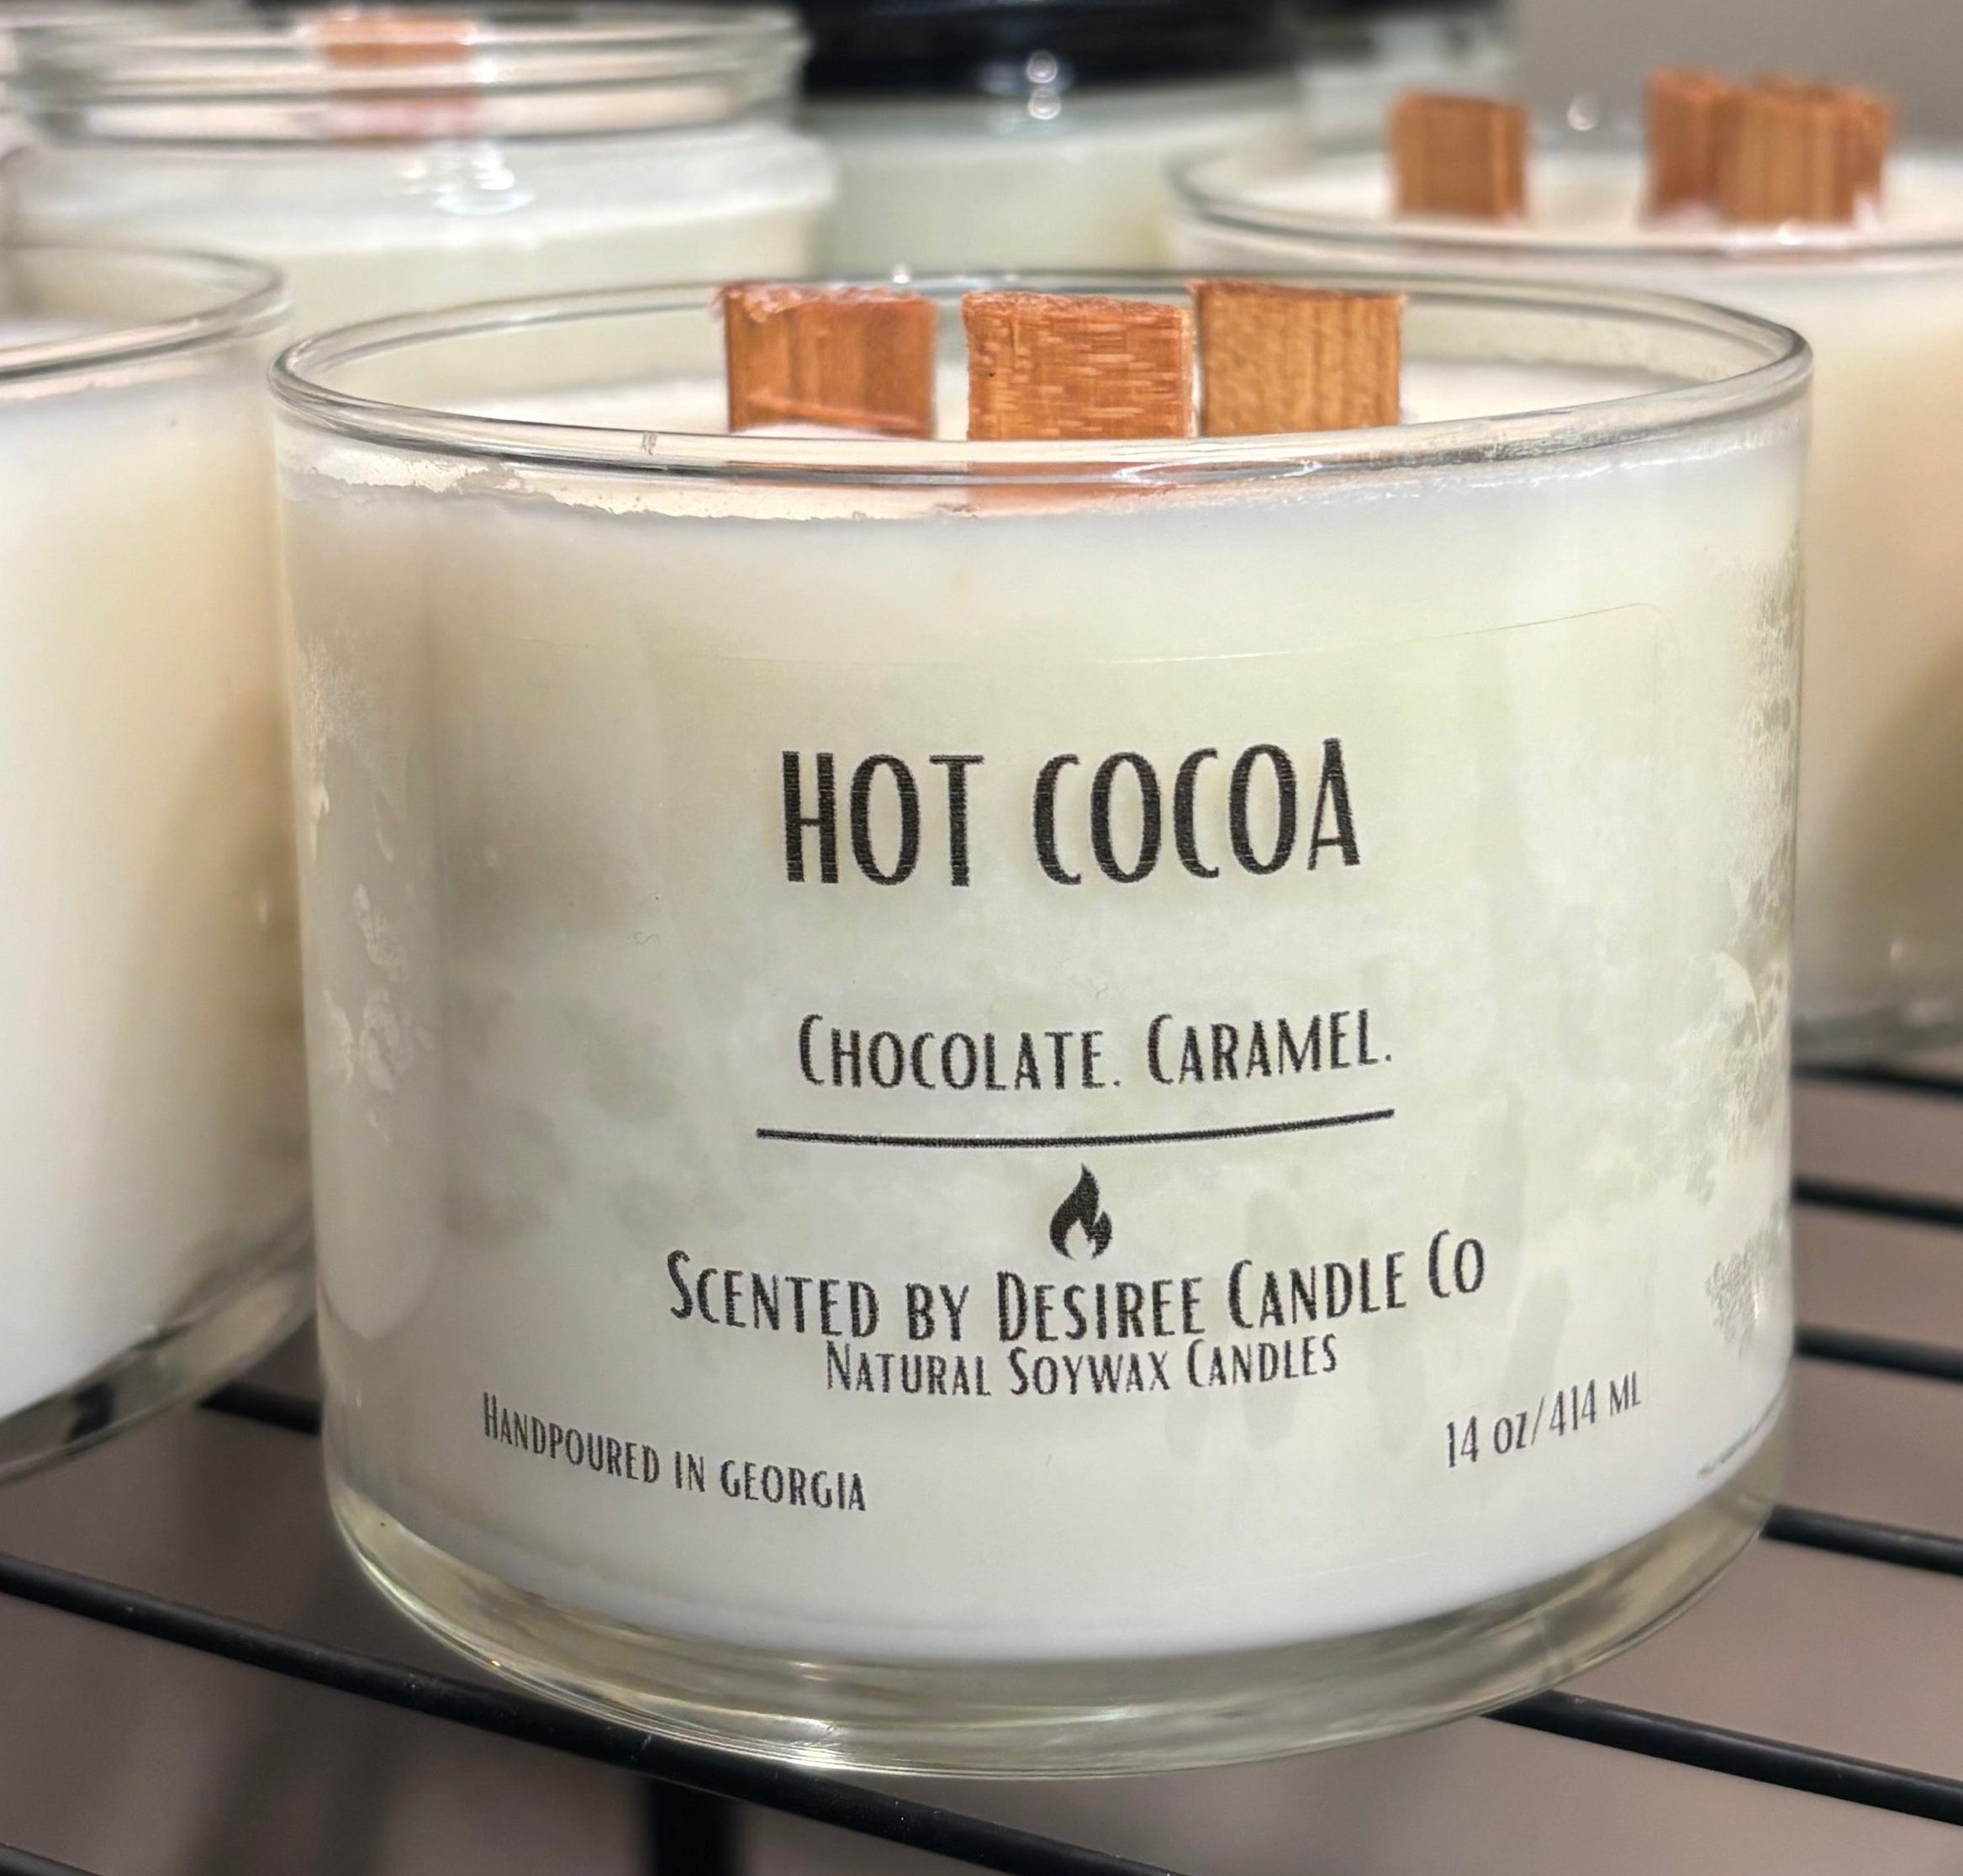 HOT COCOA
CHOCOLATE. CARAMEL.
SCENTED BY DESIREE CANDLE CO
NATURAL SOYWAX CANDLES
HANDPOURED IN GEORGIA
14 OZ/414 ML